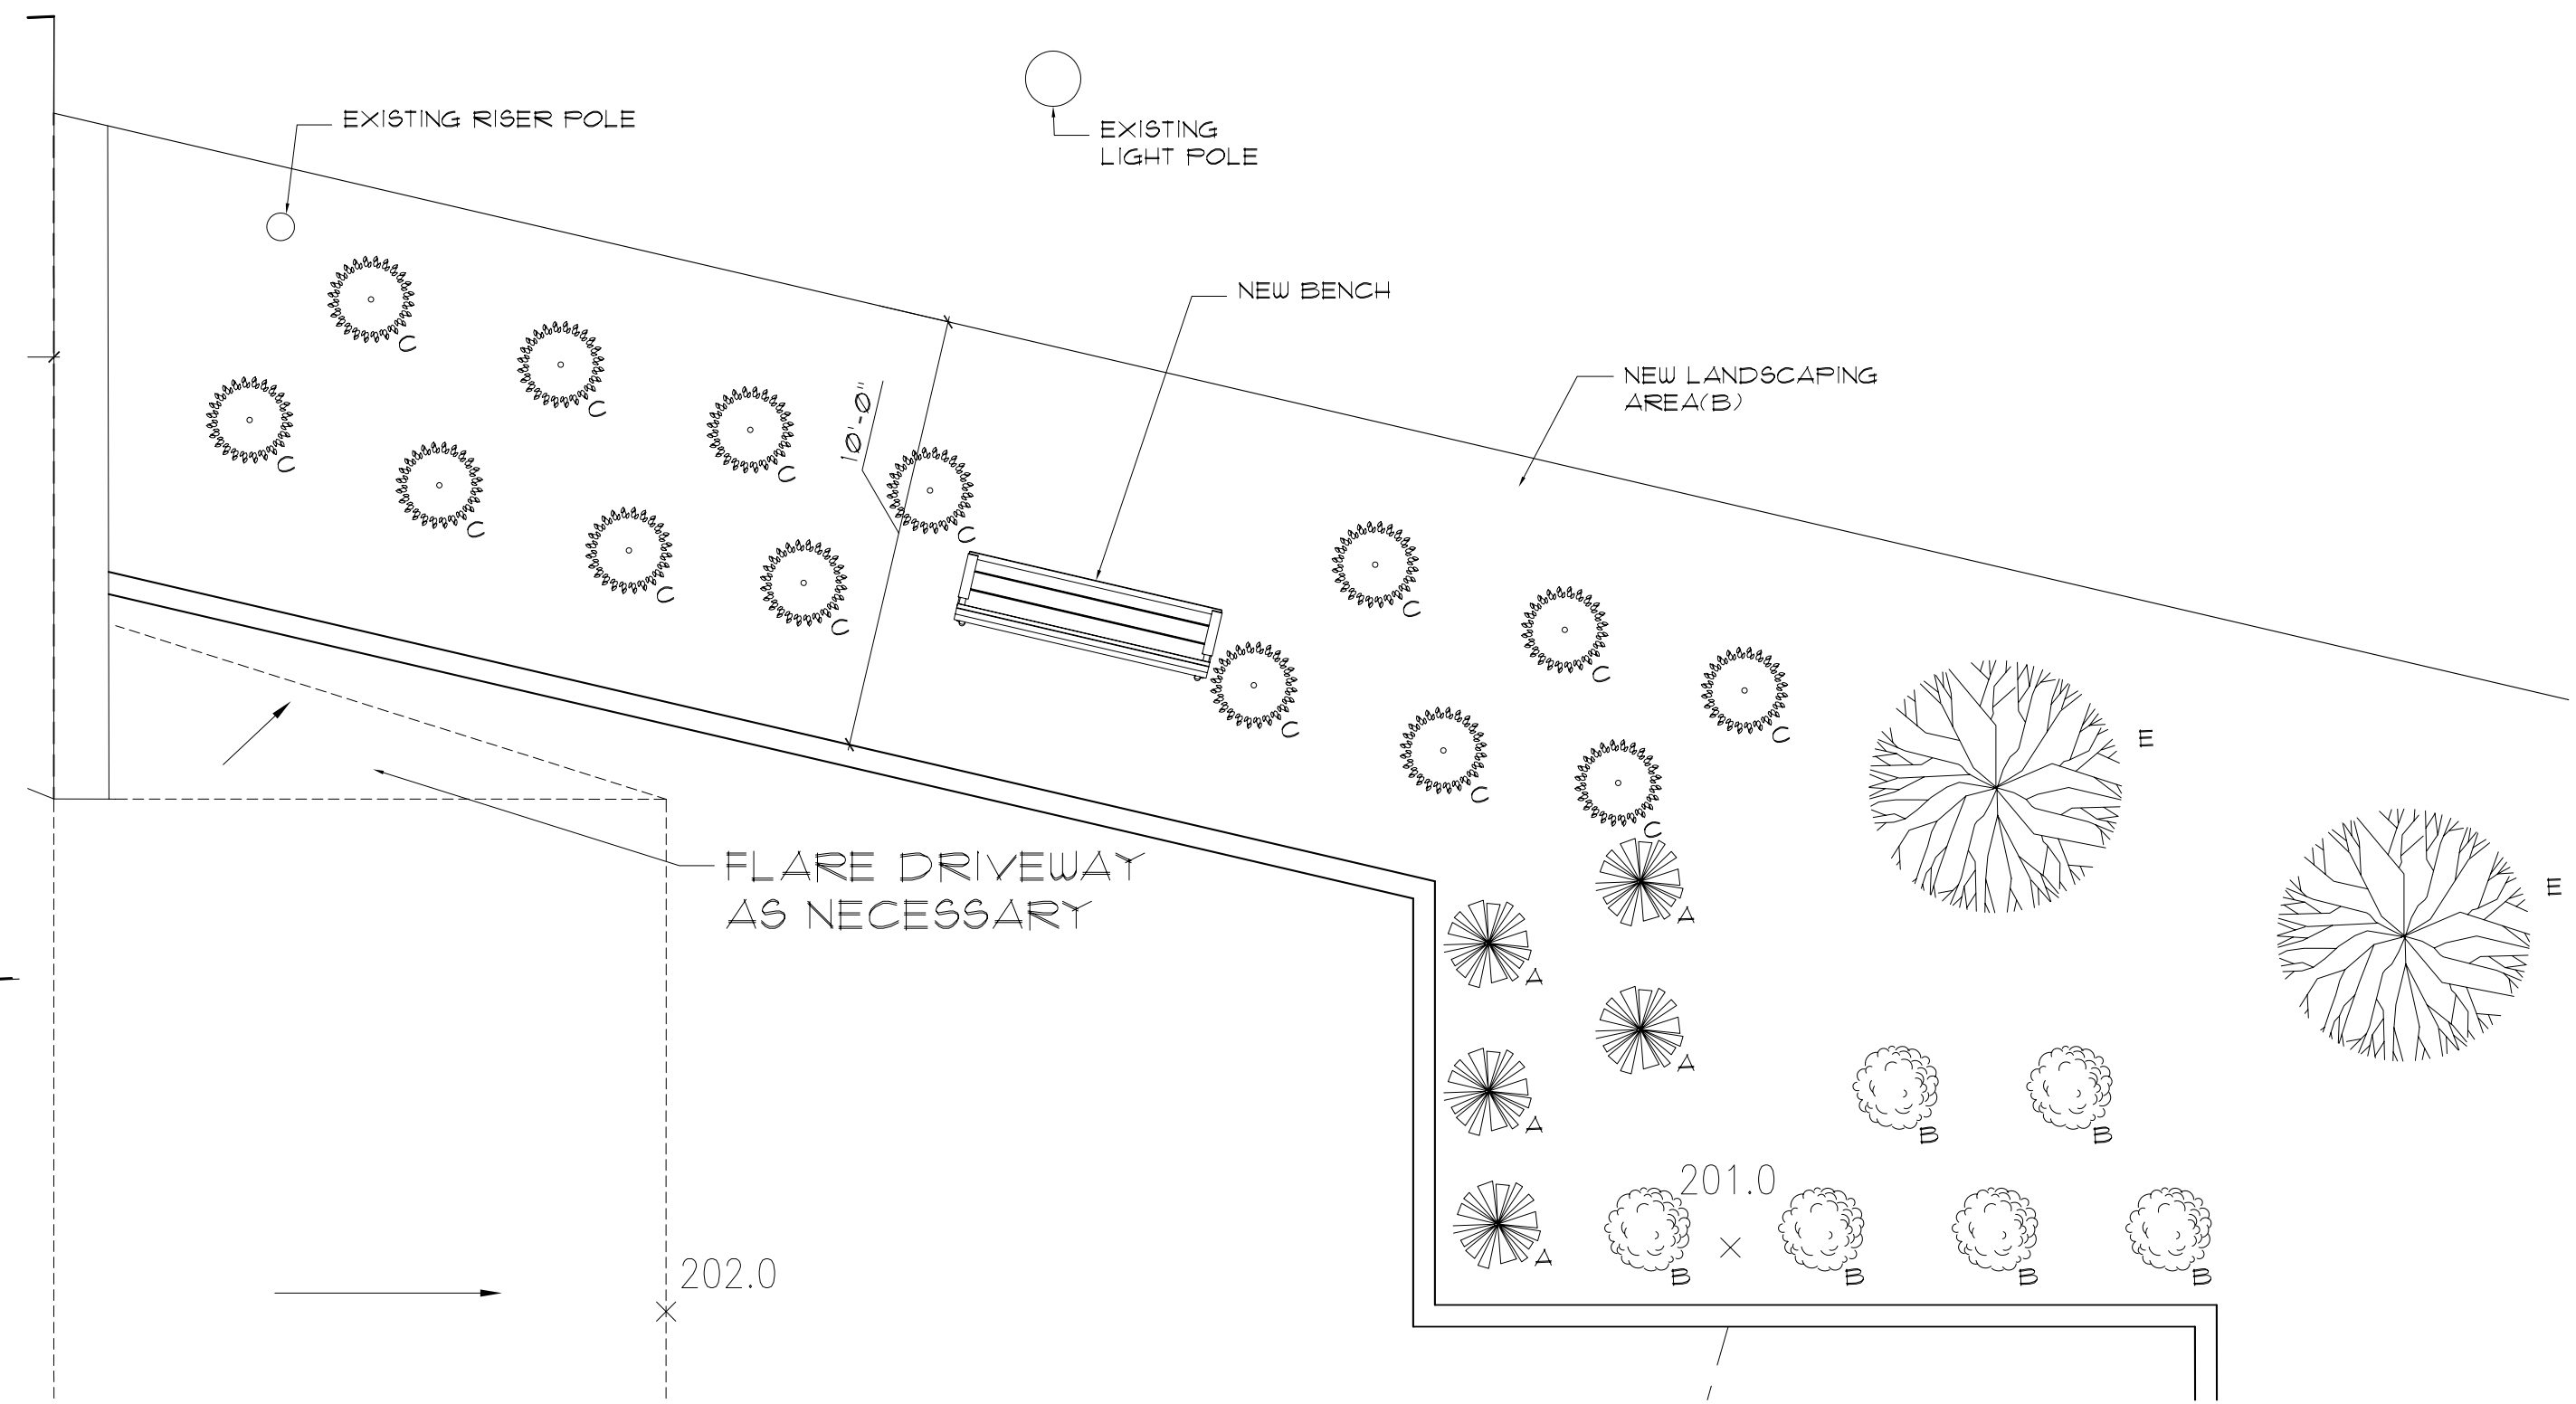 EXISTING RISER POLE
EXISTING
LIGHT POLE
NEW BENCH
NEW LANDSCAPING
AREA(B)
10'-0"
C
C
C
C
C
C
C
C
C
C
C
C
C
C
E
E
FLARE DRIVEWAY
AS NECESSARY
A
A
A
A
A
B
B
201.0
B
B
B
B
202.0